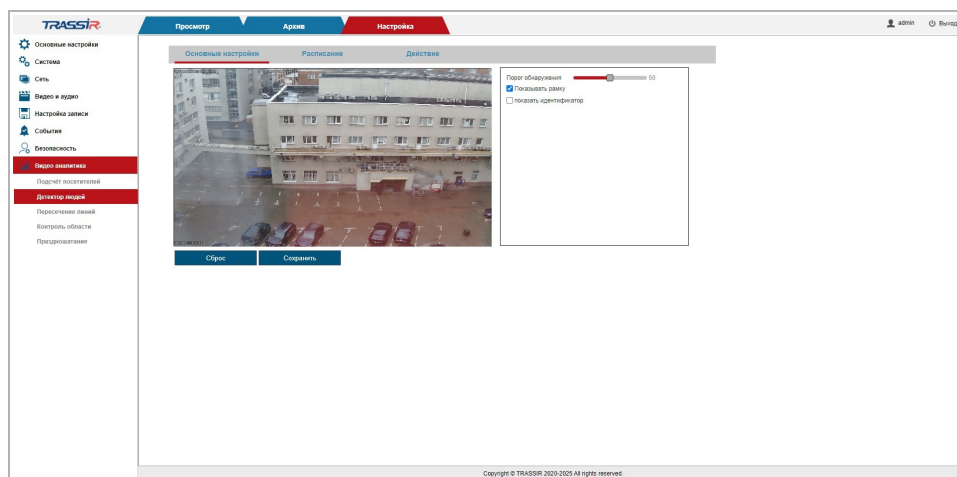 TRASSIR
Просмотр
Архив
Настройка
admin
Выход
Основные настройки
Система
Сеть
Видео и аудио
Настройка записи
События
Безопасность
Видео аналитика
Подсчёт посетителей
Детектор людей
Пересечение линий
Контроль области
Праздношатание
Основные настройки
Расписание
Действие
Порог обнаружения
50
Показывать рамку
показать идентификатор
Сброс
Сохранить
Copyright © TRASSIR 2020-2025 All rights reserved.